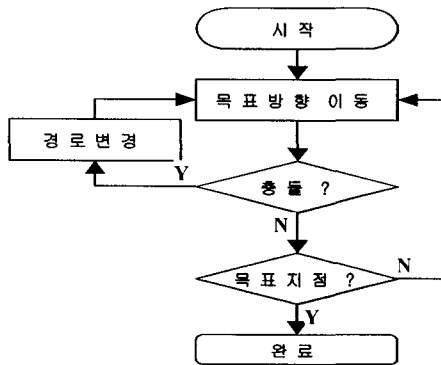 시 작
목 표 방 향 이 동
경 로 변 경
Y
충 돌 ?
N
목 표 지 점 ?
N
Y
완 료